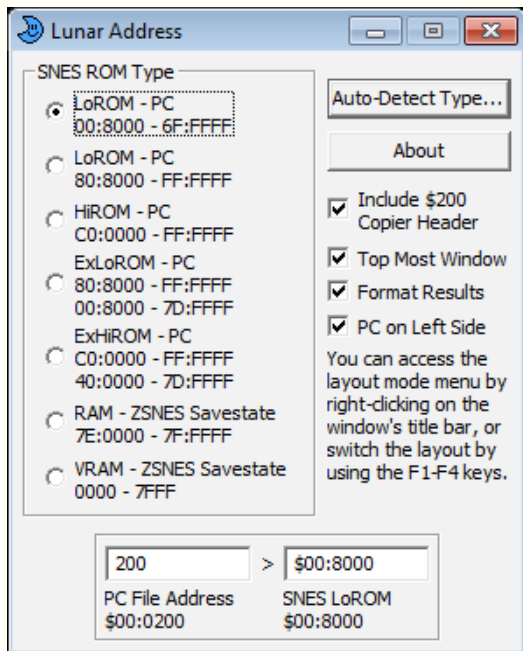 Lunar Address
SNES ROM Type
LoROM - PC
00:8000 - 6F:FFFF
LoROM - PC
80:8000 - FF:FFFF
HiROM - PC
C0:0000 - FF:FFFF
ExLoROM - PC
80:8000 - FF:FFFF
00:8000 - 7D:FFFF
ExHiROM - PC
C0:0000 - FF:FFFF
40:0000 - 7D:FFFF
RAM - ZSNES Savestate
7E:0000 - 7F:FFFF
VRAM - ZSNES Savestate
0000 - 7FFF
Auto-Detect Type...
About
Include $200
Copier Header
Top Most Window
Format Results
PC on Left Side
You can access the
layout mode menu by
right-clicking on the
window's title bar, or
switch the layout by
using the F1-F4 keys.
200 > $00:8000
PC File Address SNES LoROM
$00:0200 $00:8000